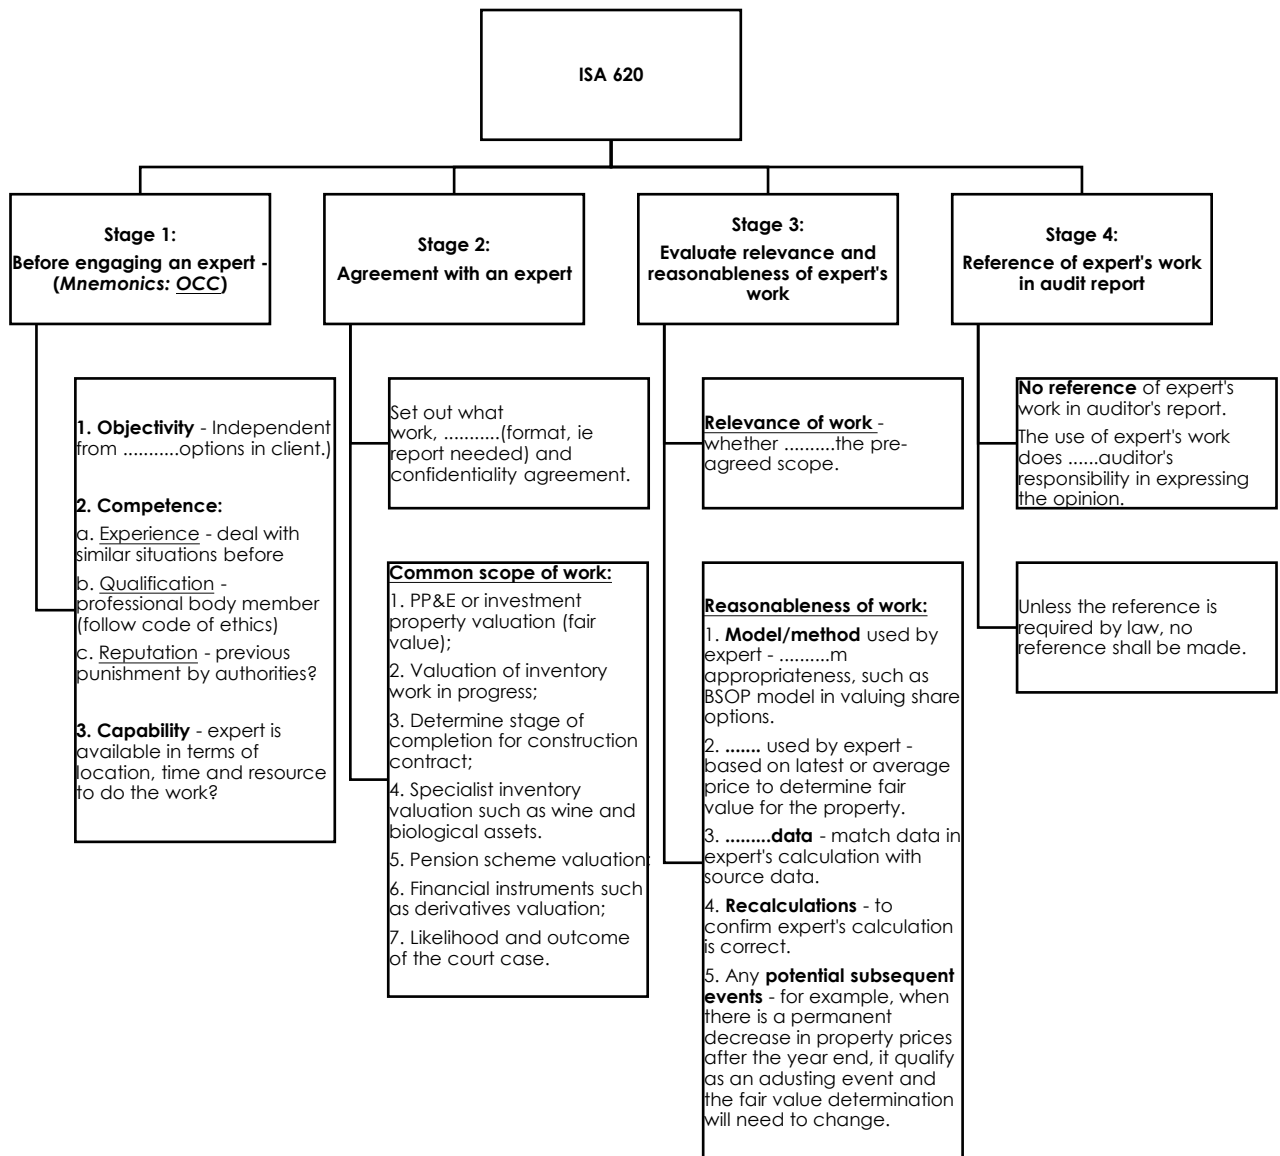 ISA 620
Stage 1:
Before engaging an expert -
(Mnemonics: OCC)
1. Objectivity - Independent
from ...........options in client.)
2. Competence:
a. Experience - deal with
similar situations before
b. Qualification -
professional body member
(follow code of ethics)
c. Reputation - previous
punishment by authorities?
3. Capability - expert is
available in terms of
location, time and resource
to do the work?
Stage 2:
Agreement with an expert
Set out what
work, ...........(format, ie
report needed) and
confidentiality agreement.
Common scope of work:
1. PP&E or investment
property valuation (fair
value);
2. Valuation of inventory
work in progress;
3. Determine stage of
completion for construction
contract;
4. Specialist inventory
valuation such as wine and
biological assets.
5. Pension scheme valuation;
6. Financial instruments such
as derivatives valuation;
7. Likelihood and outcome
of the court case.
Stage 3:
Evaluate relevance and
reasonableness of expert's
work
Relevance of work -
whether .........the pre-
agreed scope.
Reasonableness of work:
1. Model/method used by
expert - ..........m
appropriateness, such as
BSOP model in valuing share
options.
2. ....... used by expert -
based on latest or average
price to determine fair
value for the property.
3. .........data - match data in
expert's calculation with
source data.
4. Recalculations - to
confirm expert's calculation
is correct.
5. Any potential subsequent
events - for example, when
there is a permanent
decrease in property prices
after the year end, it qualify
as an adusting event and
the fair value determination
will need to change.
Stage 4:
Reference of expert's work
in audit report
No reference of expert's
work in auditor's report.
The use of expert's work
does ......auditor's
responsibility in expressing
the opinion.
Unless the reference is
required by law, no
reference shall be made.